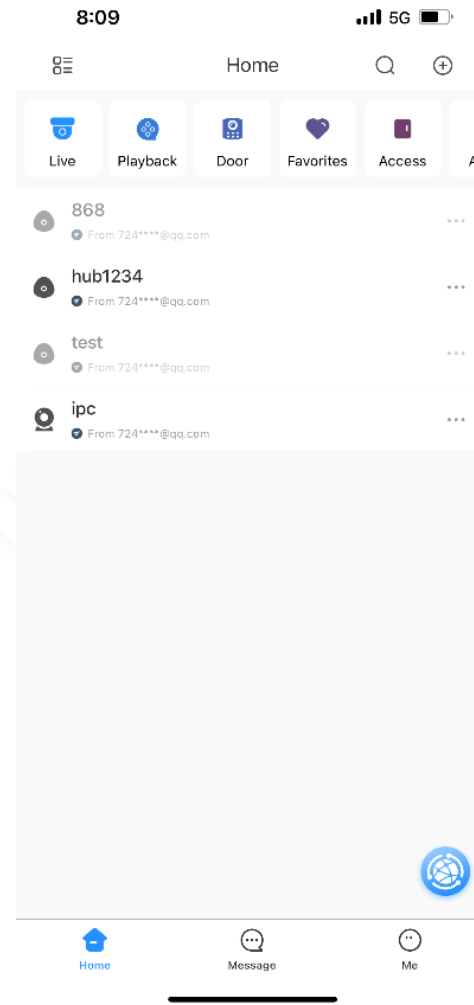 8:09 5G
Home
Live Playback Door Favorites Access
868
From 724****@qq.com
hub1234
From 724****@qq.com
test
From 724****@qq.com
ipc
From 724****@qq.com
Home Message Me